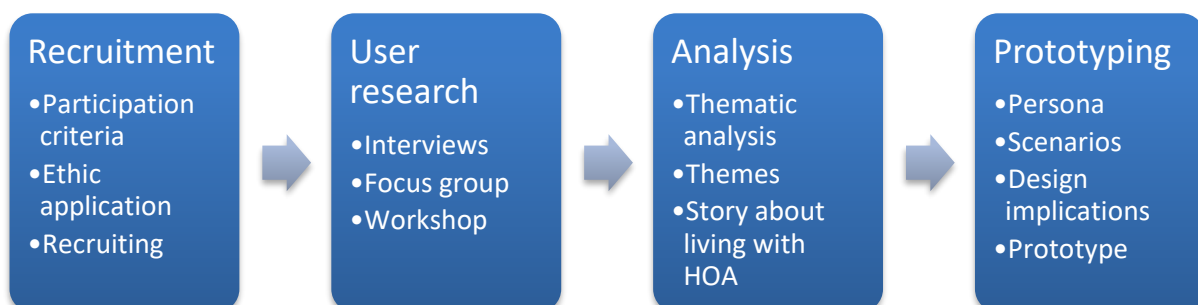 Recruitment
•Participation
criteria
•Ethic
application
•Recruiting
User
research
•Interviews
•Focus group
•Workshop
Analysis
•Thematic
analysis
•Themes
•Story about
living with
HOA
Prototyping
•Persona
•Scenarios
•Design
implications
•Prototype